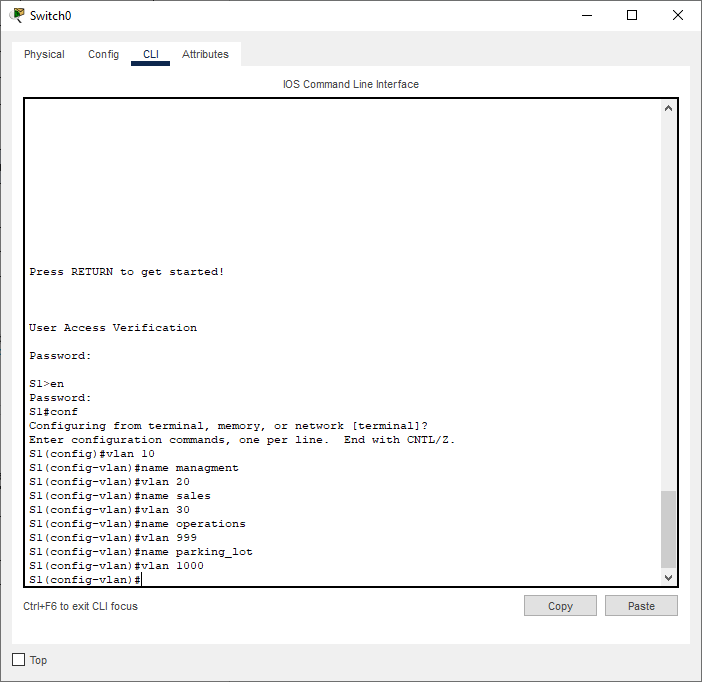 Switch0
Physical Config CLI Attributes
IOS Command Line Interface
Press RETURN to get started!
User Access Verification
Password:
S1>en
Password:
S1#conf
Configuring from terminal, memory, or network [terminal]?
Enter configuration commands, one per line.  End with CNTL/Z.
S1(config)#vlan 10
S1(config-vlan)#name managment
S1(config-vlan)#vlan 20
S1(config-vlan)#name sales
S1(config-vlan)#vlan 30
S1(config-vlan)#name operations
S1(config-vlan)#vlan 999
S1(config-vlan)#name parking_lot
S1(config-vlan)#vlan 1000
S1(config-vlan)#
Ctrl+F6 to exit CLI focus
Copy Paste
Top